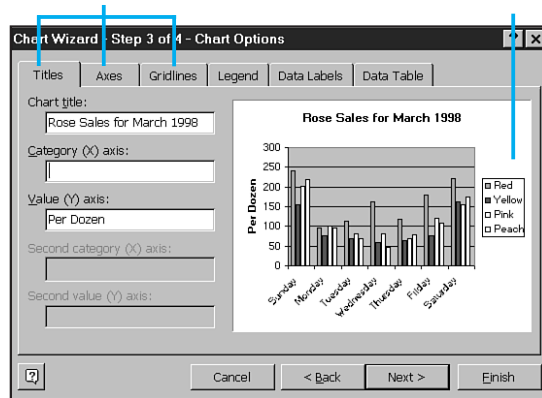 Chart Wizard - Step 3 of 4 - Chart Options
Titles
Axes
Gridlines
Legend
Data Labels
Data Table
Chart title:
Rose Sales for March 1998
Category (X) axis:
Value (Y) axis:
Per Dozen
Second category (X) axis:
Second value (Y) axis:
Rose Sales for March 1998
Per Dozen
300
250
200
150
100
50
0
Sunday
Monday
Tuesday
Wednesday
Thursday
Friday
Saturday
Red
Yellow
Pink
Peach
Cancel
< Back
Next >
Finish